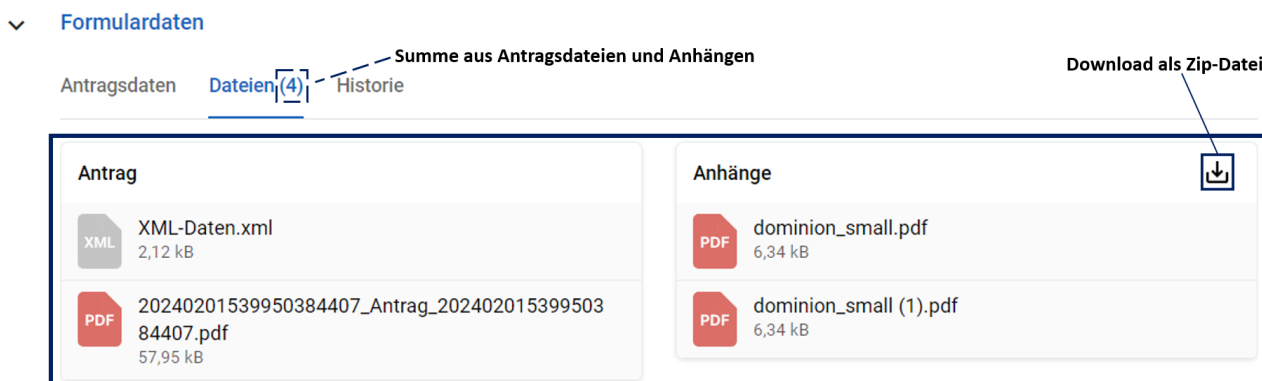 Formulardaten
Summe aus Antragsdateien und Anhängen
Download als Zip-Datei
Antragsdaten
Dateien (4)
Historie
Antrag
XML
XML-Daten.xml
2,12 kB
PDF
20240201539950384407_Antrag_202402015399503
84407.pdf
57,95 kB
Anhänge
PDF
dominion_small.pdf
6,34 kB
PDF
dominion_small (1).pdf
6,34 kB